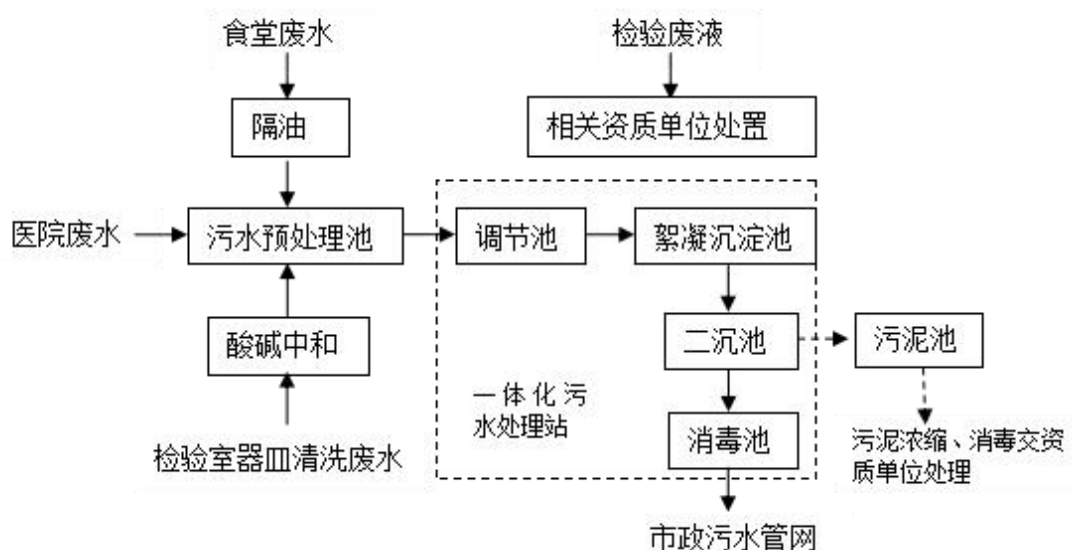 食堂废水
检验废液
隔油
相关资质单位处置
医院废水
污水预处理池
调节池
絮凝沉淀池
酸碱中和
二沉池
污泥池
一体化污
水处理站
消毒池
检验室器皿清洗废水
污泥浓缩、消毒交资
质单位处理
市政污水管网